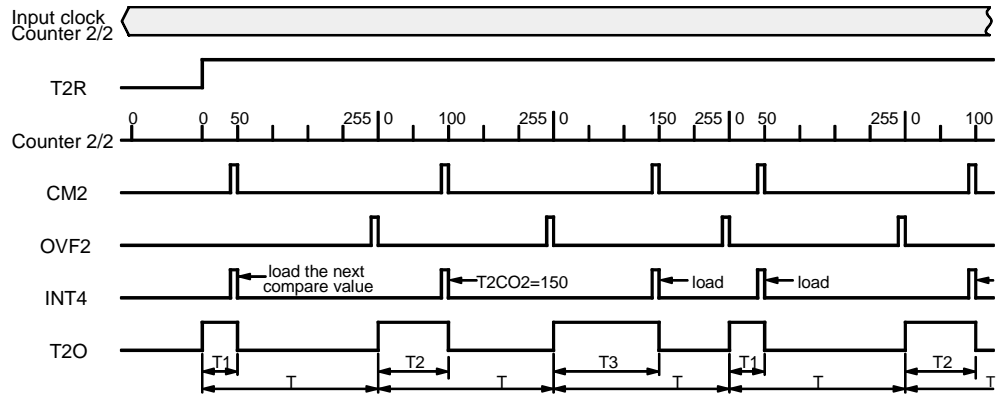 Input clock
Counter 2/2
T2R
0 0 50 255 0 100 255 0 150 255 0 50 255 0 100
Counter 2/2
CM2
OVF2
load the next
compare value
T2CO2=150
load
load
INT4
T2O
T1 T2 T3 T1 T2
T T T T T